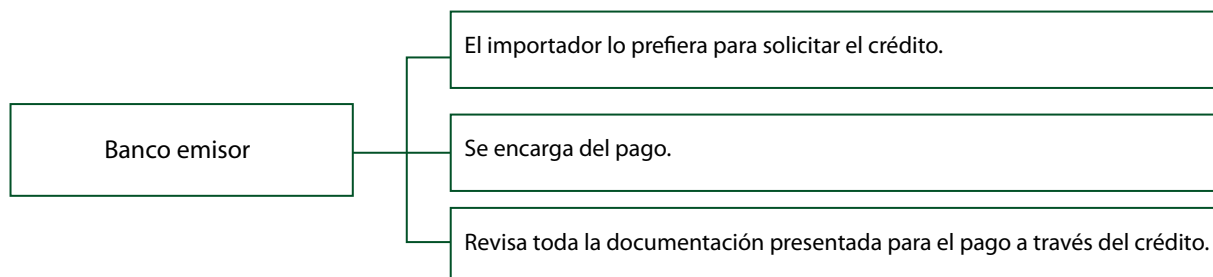 El importador lo prefiera para solicitar el crédito.
Banco emisor
Se encarga del pago.
Revisa toda la documentación presentada para el pago a través del crédito.